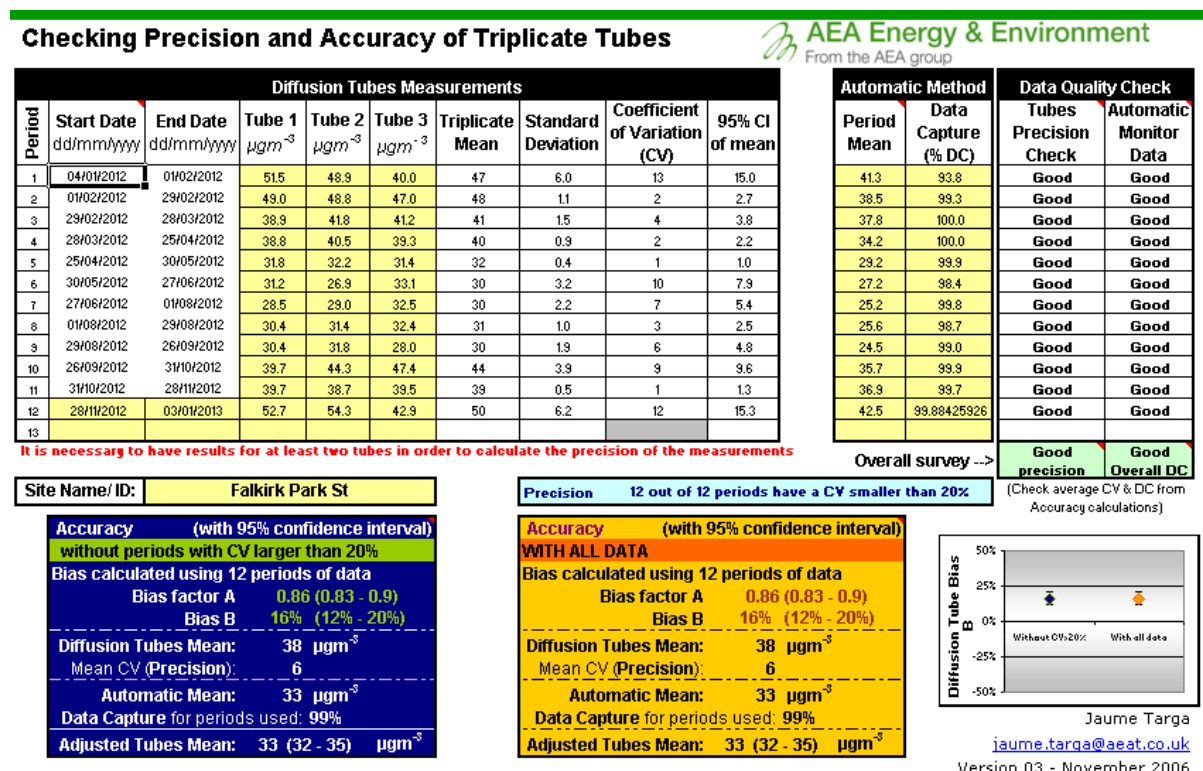 Checking Precision and Accuracy of Triplicate Tubes
AEA Energy & Environment
From the AEA group
Diffusion Tubes Measurements
Automatic Method
Data Quality Check
Period Start Date dd/mm/yyyy End Date dd/mm/yyyy Tube 1 µgm-3 Tube 2 µgm-3 Tube 3 µgm-3 Triplicate Mean Standard Deviation Coefficient of Variation (CV) 95% CI of mean Period Mean Data Capture (% DC) Tubes Precision Check Automatic Monitor Data
1 04/01/2012 01/02/2012 51.5 48.9 40.0 47 6.0 13 15.0 41.3 93.8 Good Good
2 01/02/2012 29/02/2012 49.0 48.8 47.0 48 1.1 2 2.7 38.5 99.3 Good Good
3 29/02/2012 28/03/2012 38.9 41.8 41.2 41 1.5 4 3.8 37.8 100.0 Good Good
4 28/03/2012 25/04/2012 38.8 40.5 39.3 40 0.9 2 2.2 34.2 100.0 Good Good
5 25/04/2012 30/05/2012 31.8 32.2 31.4 32 0.4 1 1.0 29.2 99.9 Good Good
6 30/05/2012 27/06/2012 31.2 26.9 33.1 30 3.2 10 7.9 27.2 98.4 Good Good
7 27/06/2012 01/08/2012 28.5 29.0 32.5 30 2.2 7 5.4 25.2 99.8 Good Good
8 01/08/2012 29/08/2012 30.4 31.4 32.4 31 1.0 3 2.5 25.6 98.7 Good Good
9 29/08/2012 26/09/2012 30.4 31.8 28.0 30 1.9 6 4.8 24.5 99.0 Good Good
10 26/09/2012 31/10/2012 39.7 44.3 47.4 44 3.9 9 9.6 35.7 99.9 Good Good
11 31/10/2012 28/11/2012 39.7 38.7 39.5 39 0.5 1 1.3 36.9 99.7 Good Good
12 28/11/2012 03/01/2013 52.7 54.3 42.9 50 6.2 12 15.3 42.5 99.88425926 Good Good
13
It is necessary to have results for at least two tubes in order to calculate the precision of the measurements
Overall survey --> Good precision Good Overall DC
(Check average CV & DC from Accuracy calculations)
Site Name/ ID: Falkirk Park St
Precision 12 out of 12 periods have a CV smaller than 20%
Accuracy (with 95% confidence interval)
without periods with CV larger than 20%
Bias calculated using 12 periods of data
Bias factor A 0.86 (0.83 - 0.9)
Bias B 16% (12% - 20%)
Diffusion Tubes Mean: 38 µgm-3
Mean CV (Precision): 6
Automatic Mean: 33 µgm-3
Data Capture for periods used: 99%
Adjusted Tubes Mean: 33 (32 - 35) µgm-3
Accuracy (with 95% confidence interval)
WITH ALL DATA
Bias calculated using 12 periods of data
Bias factor A 0.86 (0.83 - 0.9)
Bias B 16% (12% - 20%)
Diffusion Tubes Mean: 38 µgm-3
Mean CV (Precision): 6
Automatic Mean: 33 µgm-3
Data Capture for periods used: 99%
Adjusted Tubes Mean: 33 (32 - 35) µgm-3
Diffusion Tube Bias B
50%
25%
0%
-25%
-50%
Without CV>20% With all data
Jaume Targa
jaume.targa@aeat.co.uk
Version 03 - November 2006